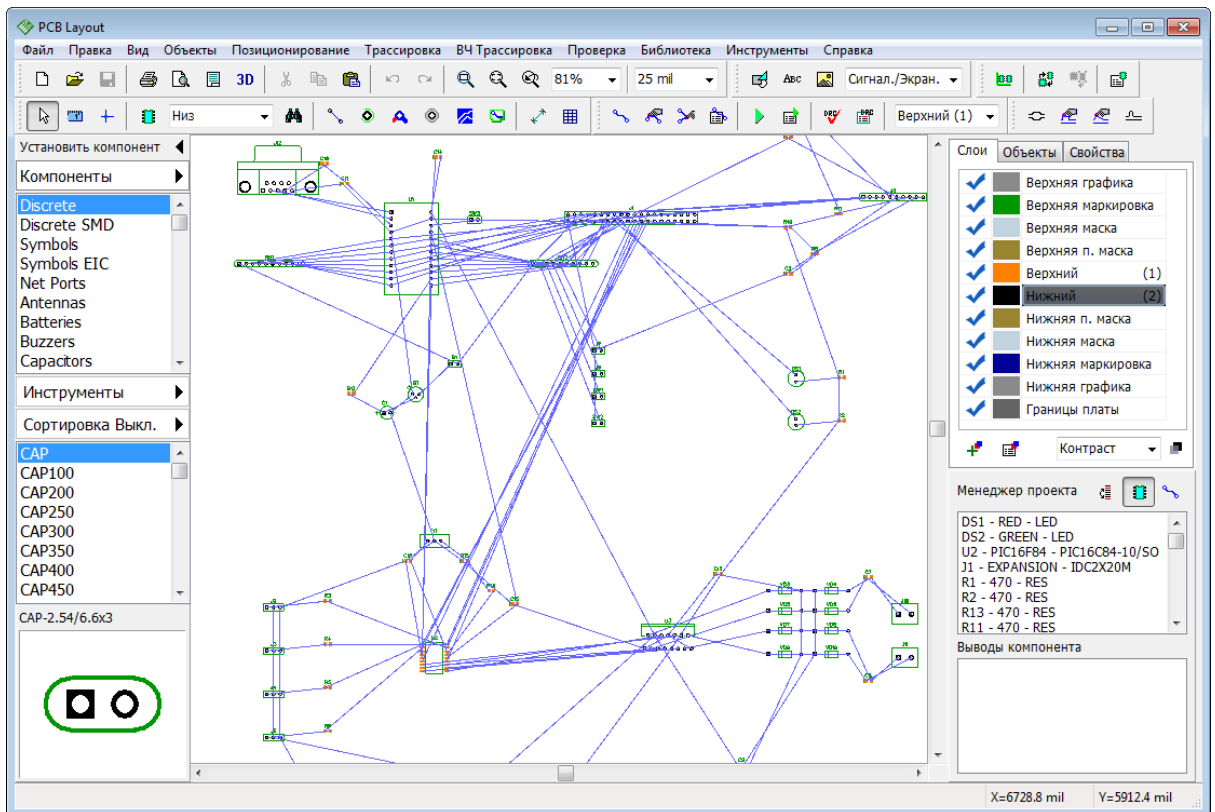 PCB Layout
Файл Правка Вид Объекты Позиционирование Трассировка ВЧ Трассировка Проверка Библиотека Инструменты Справка
3D 81% 25 mil ABC Сигнал./Экран.
Низ DRC Верхний (1)
Установить компонент
Компоненты
Discrete
Discrete SMD
Symbols
Symbols EIC
Net Ports
Antennas
Batteries
Buzzers
Capacitors
Инструменты
Сортировка Выкл.
CAP
CAP100
CAP200
CAP250
CAP300
CAP350
CAP400
CAP450
CAP-2.54/6.6x3
Слои Объекты Свойства
Верхняя графика
Верхняя маркировка
Верхняя маска
Верхняя п. маска
Верхний (1)
Нижний (2)
Нижняя п. маска
Нижняя маска
Нижняя маркировка
Нижняя графика
Границы платы
Контраст
Менеджер проекта
DS1 - RED - LED
DS2 - GREEN - LED
U2 - PIC16F84 - PIC16C84-10/SO
J1 - EXPANSION - IDC2X20M
R1 - 470 - RES
R2 - 470 - RES
R13 - 470 - RES
R11 - 470 - RES
Выводы компонента
X=6728.8 mil Y=5912.4 mil